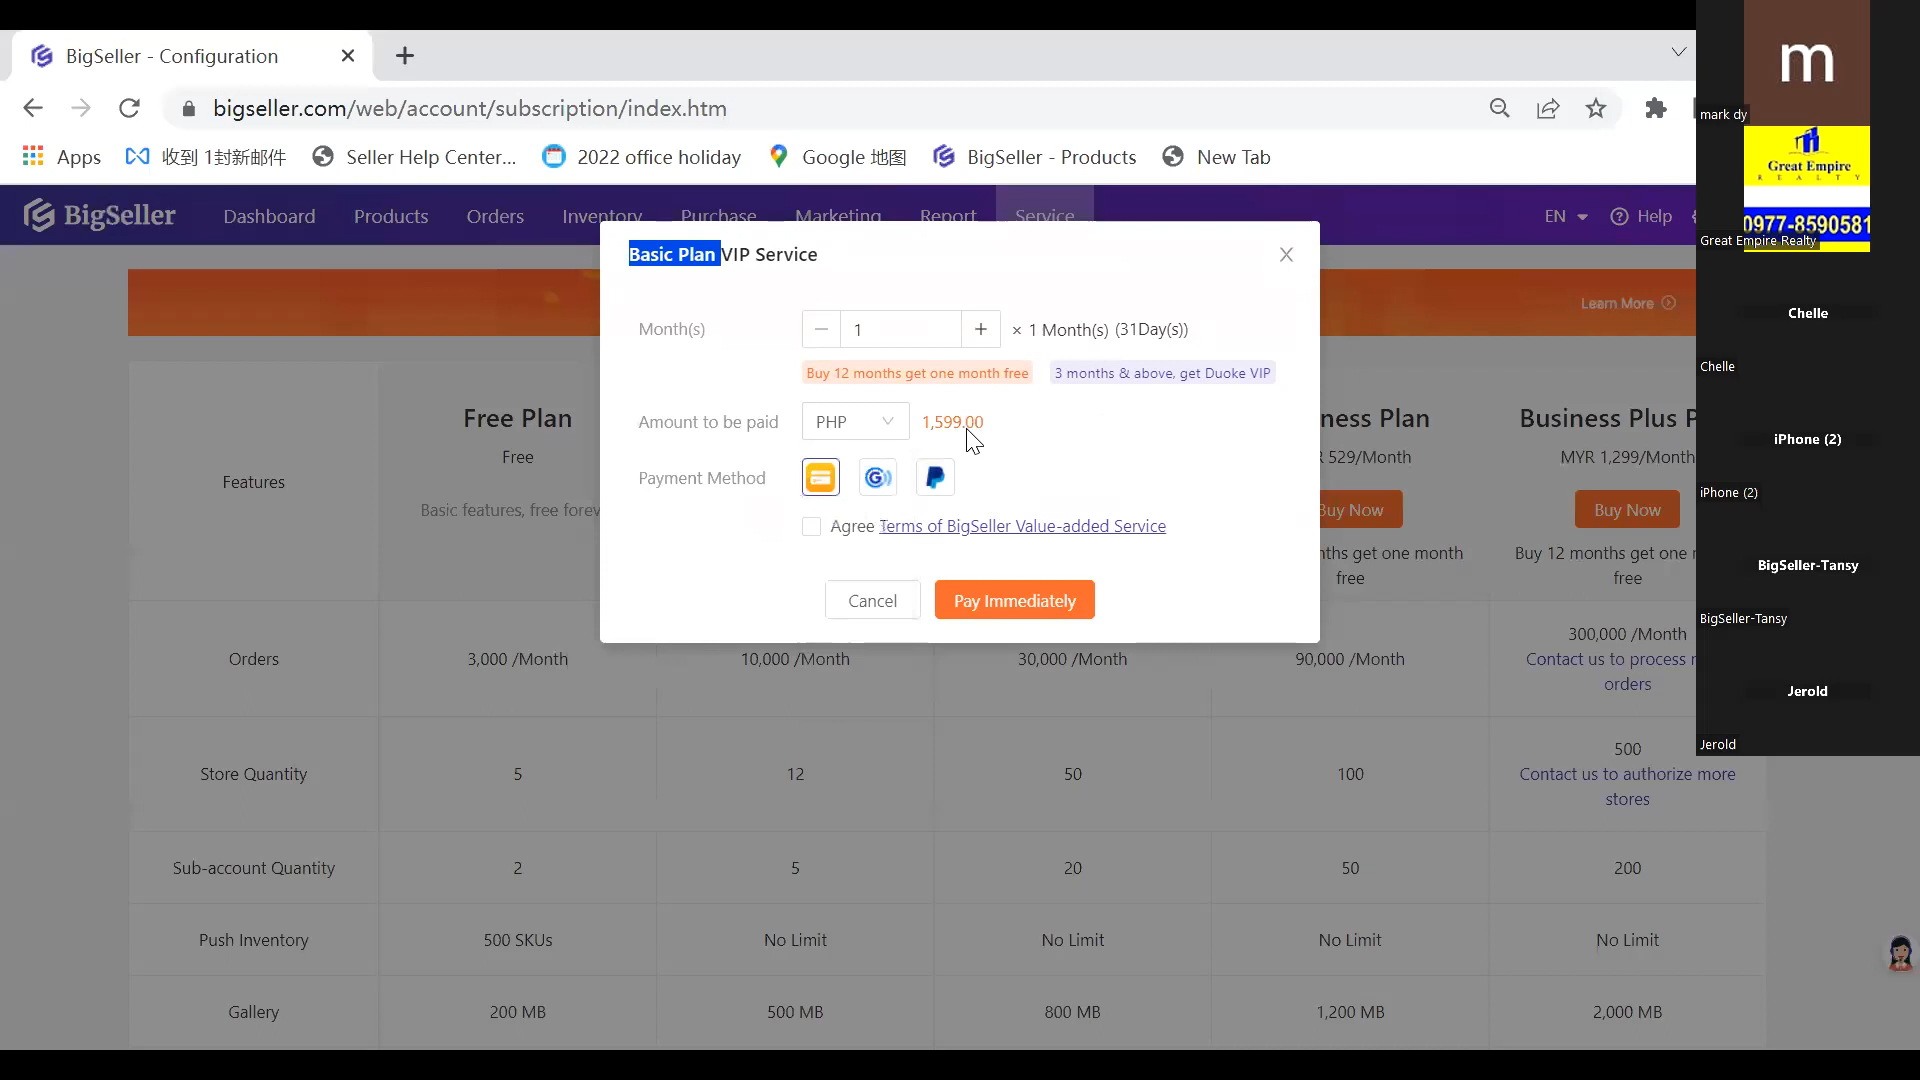 BigSeller - Configuration
bigseller.com/web/account/subscription/index.htm
Apps
收到 1封新邮件
Seller Help Center...
2022 office holiday
Google 地图
BigSeller - Products
New Tab
BigSeller
Dashboard
Products
Orders
Inventory
Purchase
Marketing
Report
Service
EN
Help
Learn More
Basic Plan VIP Service
Month(s)
1
× 1 Month(s) (31Day(s))
Buy 12 months get one month free
3 months & above, get Duoke VIP
Amount to be paid
PHP
1,599.00
Payment Method
Agree Terms of BigSeller Value-added Service
Cancel
Pay Immediately
Features
Free Plan
Free
Basic features, free forev
ness Plan
R 529/Month
Buy Now
ths get one month
free
Business Plus P
MYR 1,299/Month
Buy Now
Buy 12 months get one
free
Orders
3,000 /Month
10,000 /Month
30,000 /Month
90,000 /Month
300,000 /Month
Contact us to process
orders
Store Quantity
5
12
50
100
500
Contact us to authorize more
stores
Sub-account Quantity
2
5
20
50
200
Push Inventory
500 SKUs
No Limit
No Limit
No Limit
No Limit
Gallery
200 MB
500 MB
800 MB
1,200 MB
2,000 MB
m
mark dy
Great Empire
REALTY
0977-8590581
Great Empire Realty
Chelle
Chelle
iPhone (2)
iPhone (2)
BigSeller-Tansy
BigSeller-Tansy
Jerold
Jerold